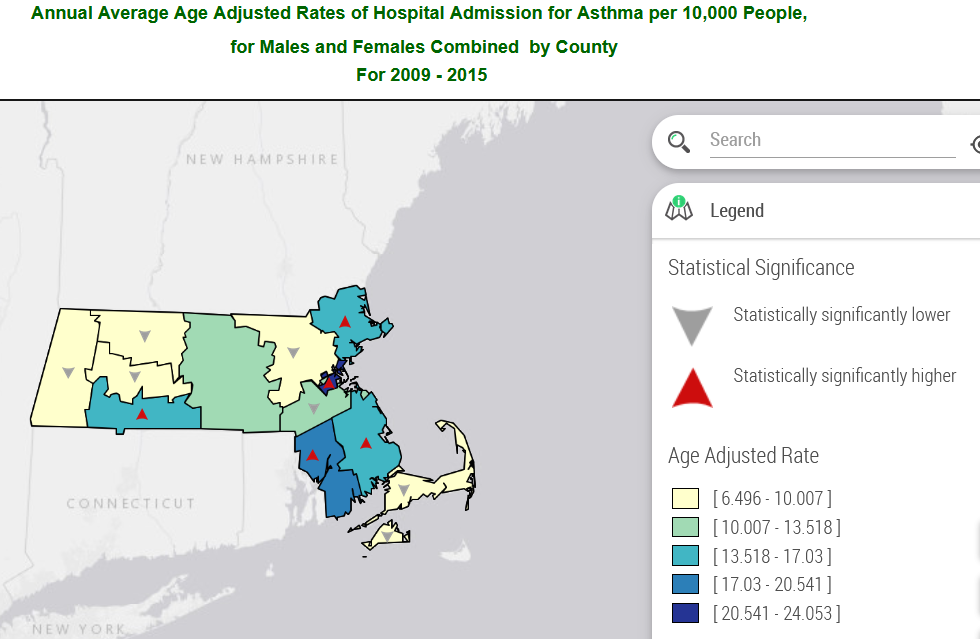 Annual Average Age Adjusted Rates of Hospital Admission for Asthma per 10,000 People,
for Males and Females Combined by County
For 2009 - 2015
NEW HAMPSHIRE
CONNECTICUT
NEW YORK
Search
Legend
Statistical Significance
Statistically significantly lower
Statistically significantly higher
Age Adjusted Rate
[ 6.496 - 10.007 ]
[ 10.007 - 13.518 ]
[ 13.518 - 17.03 ]
[ 17.03 - 20.541 ]
[ 20.541 - 24.053 ]